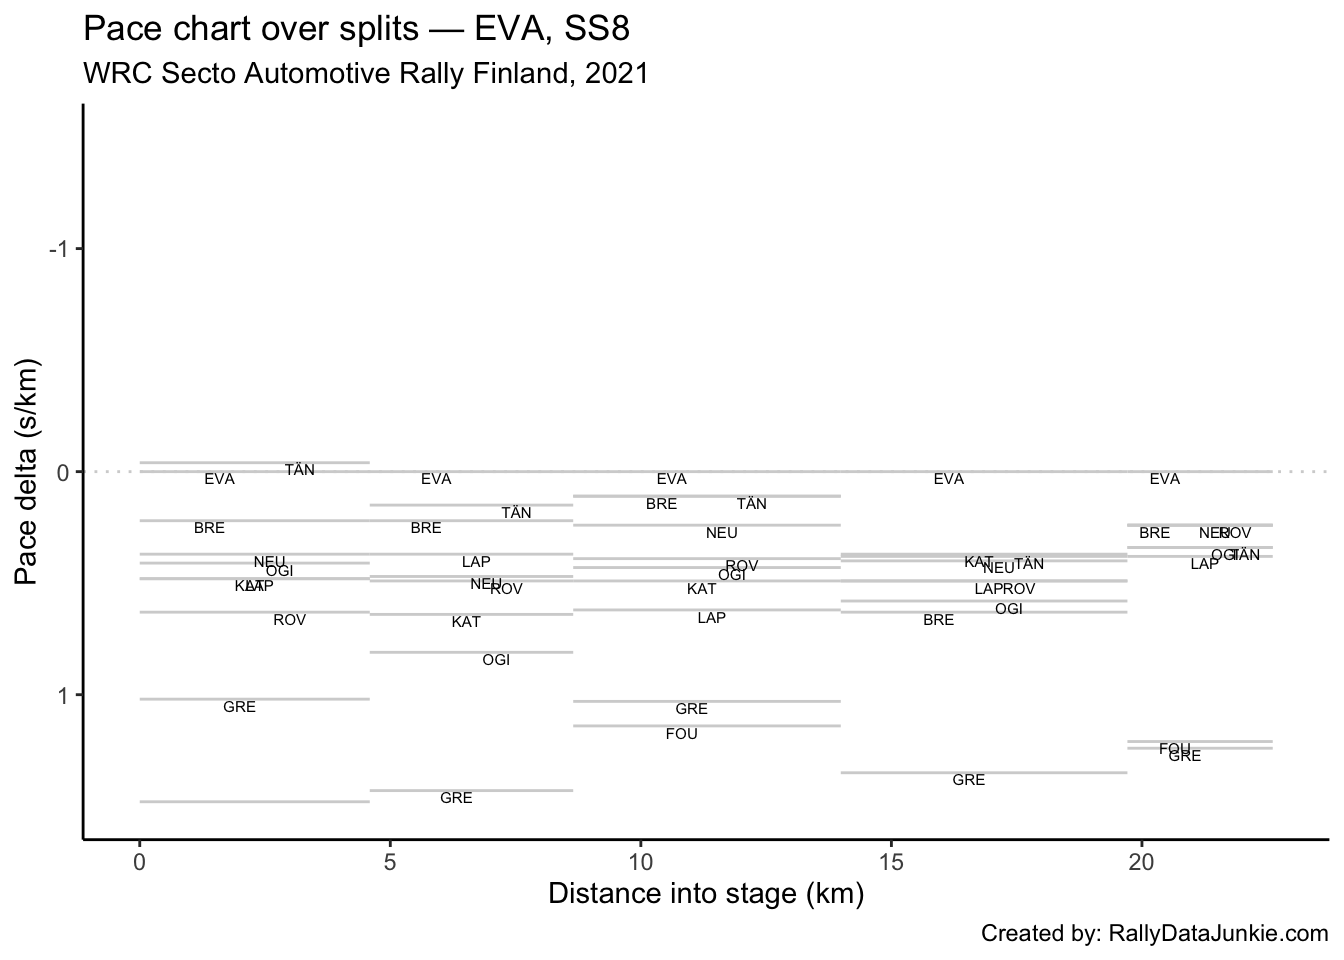 Pace chart over splits — EVA, SS8
WRC Secto Automotive Rally Finland, 2021
Pace delta (s/km)
-1
0
1
TÄN
EVA
BRE
NEU
OGI
KAT
LAP
ROV
GRE
EVA
TÄN
BRE
LAP
NEU
ROV
KAT
OGI
GRE
EVA
BRE
TÄN
NEU
ROV
OGI
KAT
LAP
GRE
FOU
EVA
KAT
TÄN
NEU
LAP
ROV
OGI
BRE
GRE
EVA
BRE
NEU
ROV
OGI
TÄN
LAP
FOU
GRE
0 5 10 15 20
Distance into stage (km)
Created by: RallyDataJunkie.com